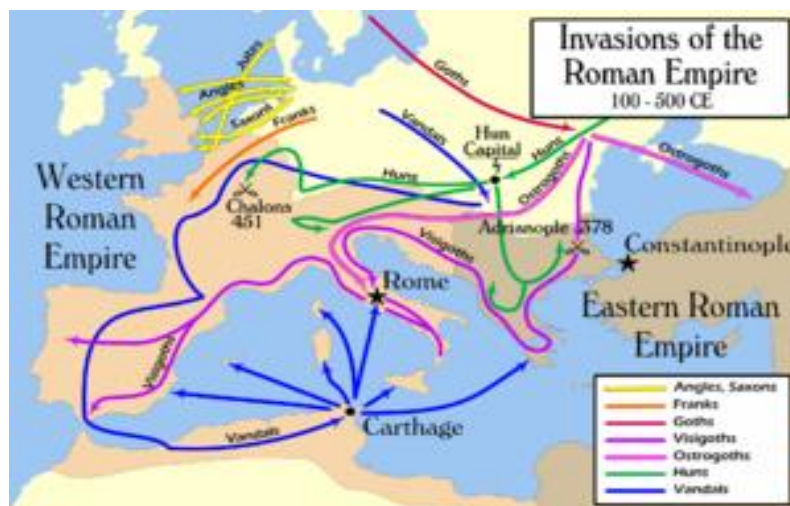 Invasions of the
Roman Empire
100 - 500 CE
Jutes
Angles
Saxons
Franks
Goths
Vandals
Hun
Capital
Huns
Ostrogoths
Ostrogoths
Huns
Western
Roman
Empire
Chalons
451
Visigoths
Adrianople 378
Constantinople
Rome
Eastern Roman
Empire
Visigoths
Vandals
Carthage
Angles, Saxons
Franks
Goths
Visigoths
Ostrogoths
Huns
Vandals